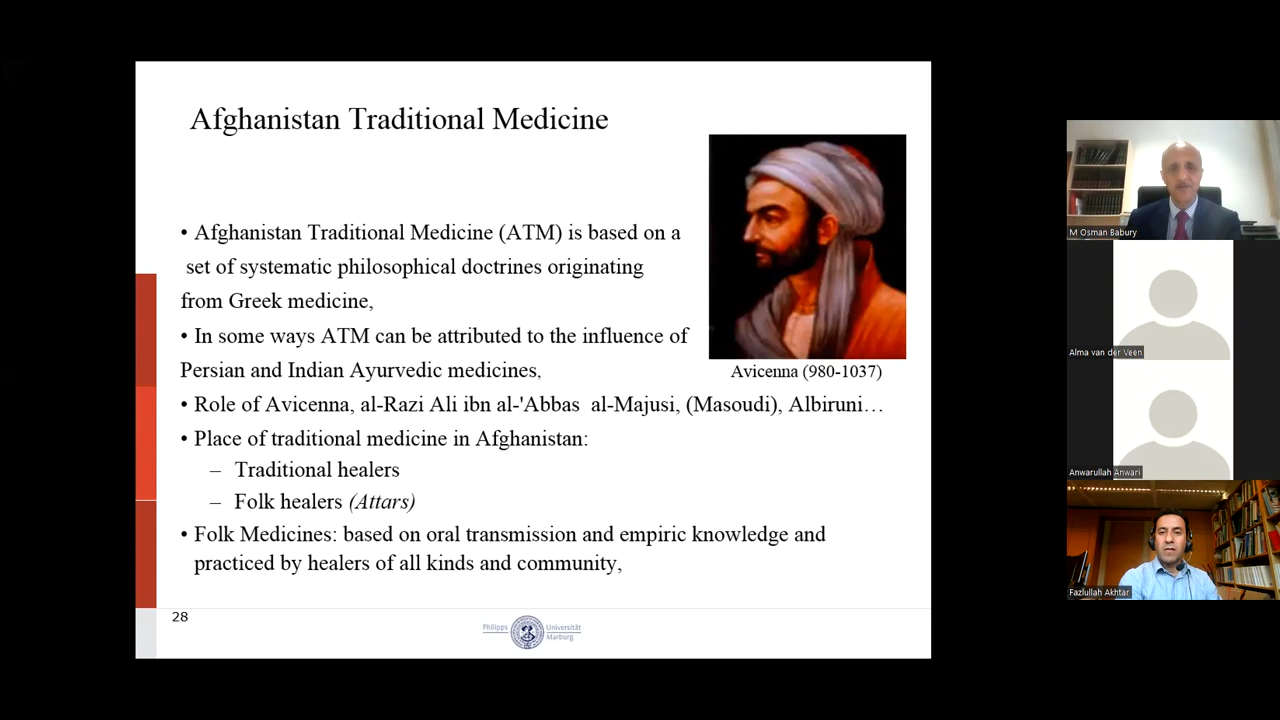 Afghanistan Traditional Medicine
• Afghanistan Traditional Medicine (ATM) is based on a
set of systematic philosophical doctrines originating
from Greek medicine,
• In some ways ATM can be attributed to the influence of
Persian and Indian Ayurvedic medicines,
Avicenna (980-1037)
• Role of Avicenna, al-Razi Ali ibn al-'Abbas al-Majusi, (Masoudi), Albiruni…
• Place of traditional medicine in Afghanistan:
– Traditional healers
– Folk healers (Attars)
• Folk Medicines: based on oral transmission and empiric knowledge and
practiced by healers of all kinds and community,
28
Philipps Universität
Marburg
M Osman Babury
Alma van der Veen
Anwarullah Anwari
Fazlullah Akhtar